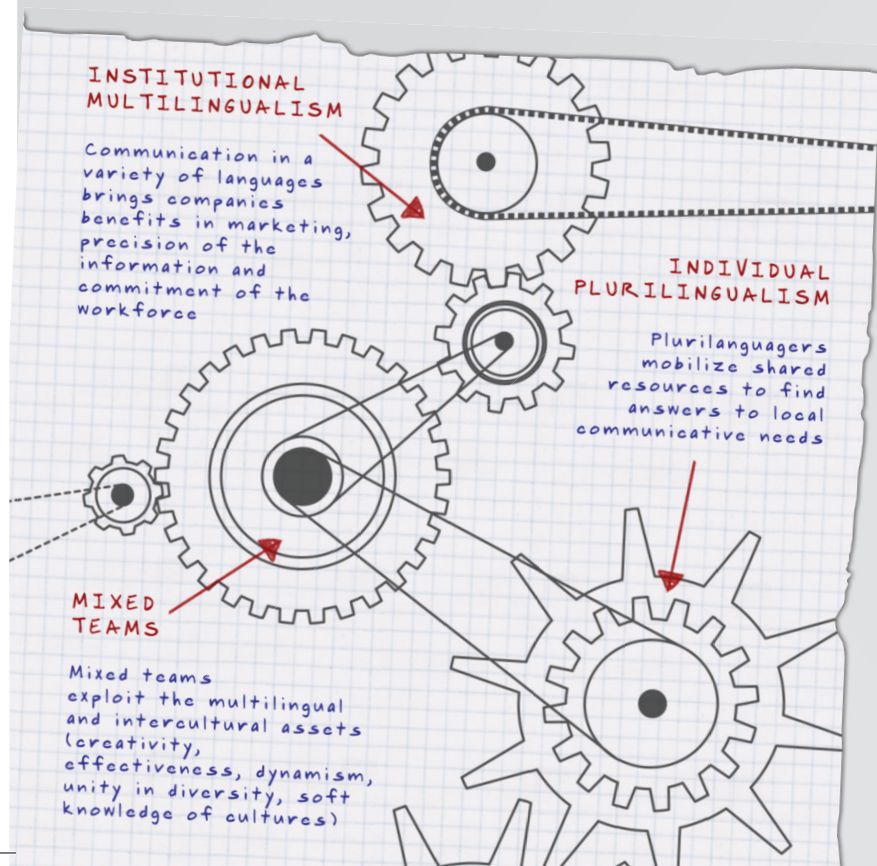 INSTITUTIONAL
MULTILINGUALISM
Communication in a
variety of languages
brings companies
benefits in marketing,
precision of the
information and
commitment of the
workforce
INDIVIDUAL
PLURILINGUALISM
Plurilanguagers
mobilize shared
resources to find
answers to local
communicative needs
MIXED
TEAMS
Mixed teams
exploit the multilingual
and intercultural assets
(creativity,
effectiveness, dynamism,
unity in diversity, soft
knowledge of cultures)